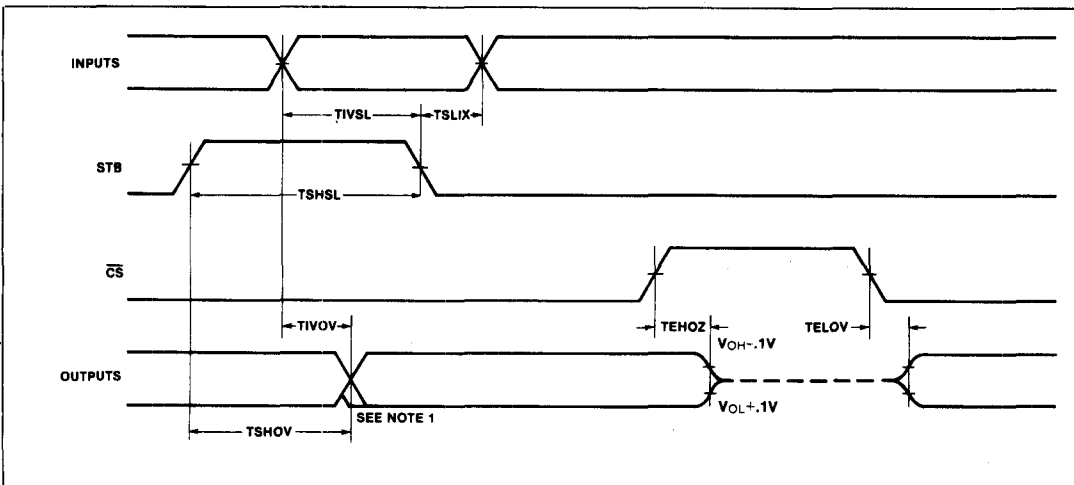 INPUTS
TIVSL
TSLIX
STB
TSHSL
CS
TIVOV
TEHOZ
TELOV
VOH-.1V
OUTPUTS
VOL+.1V
SEE NOTE 1
TSHOV